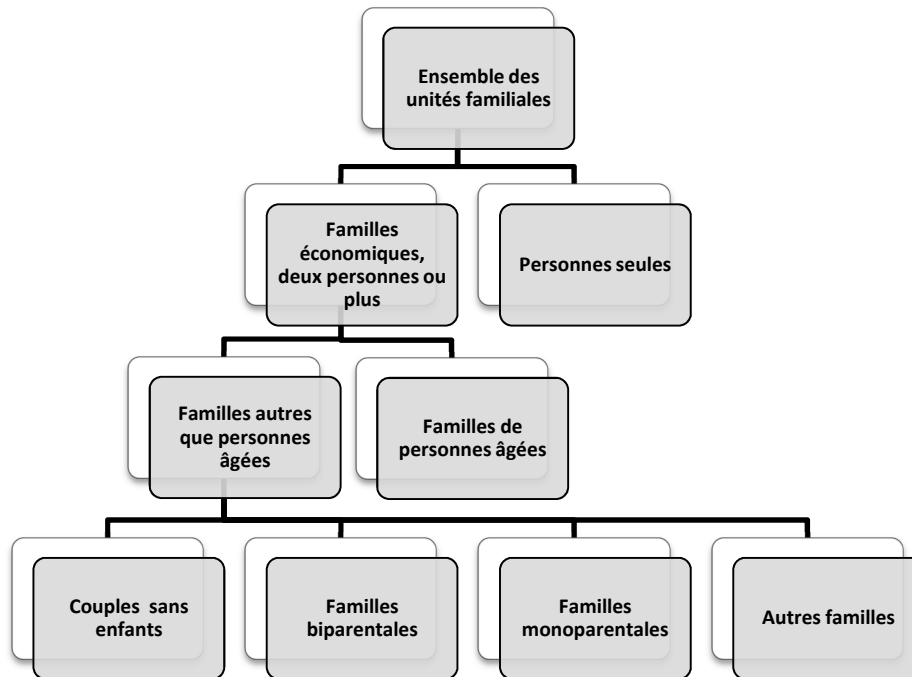 Ensemble des
unités familiales
Familles
économiques,
deux personnes ou
plus
Personnes seules
Familles autres
que personnes
âgées
Familles de
personnes âgées
Couples sans
enfants
Familles
biparentales
Familles
monoparentales
Autres familles